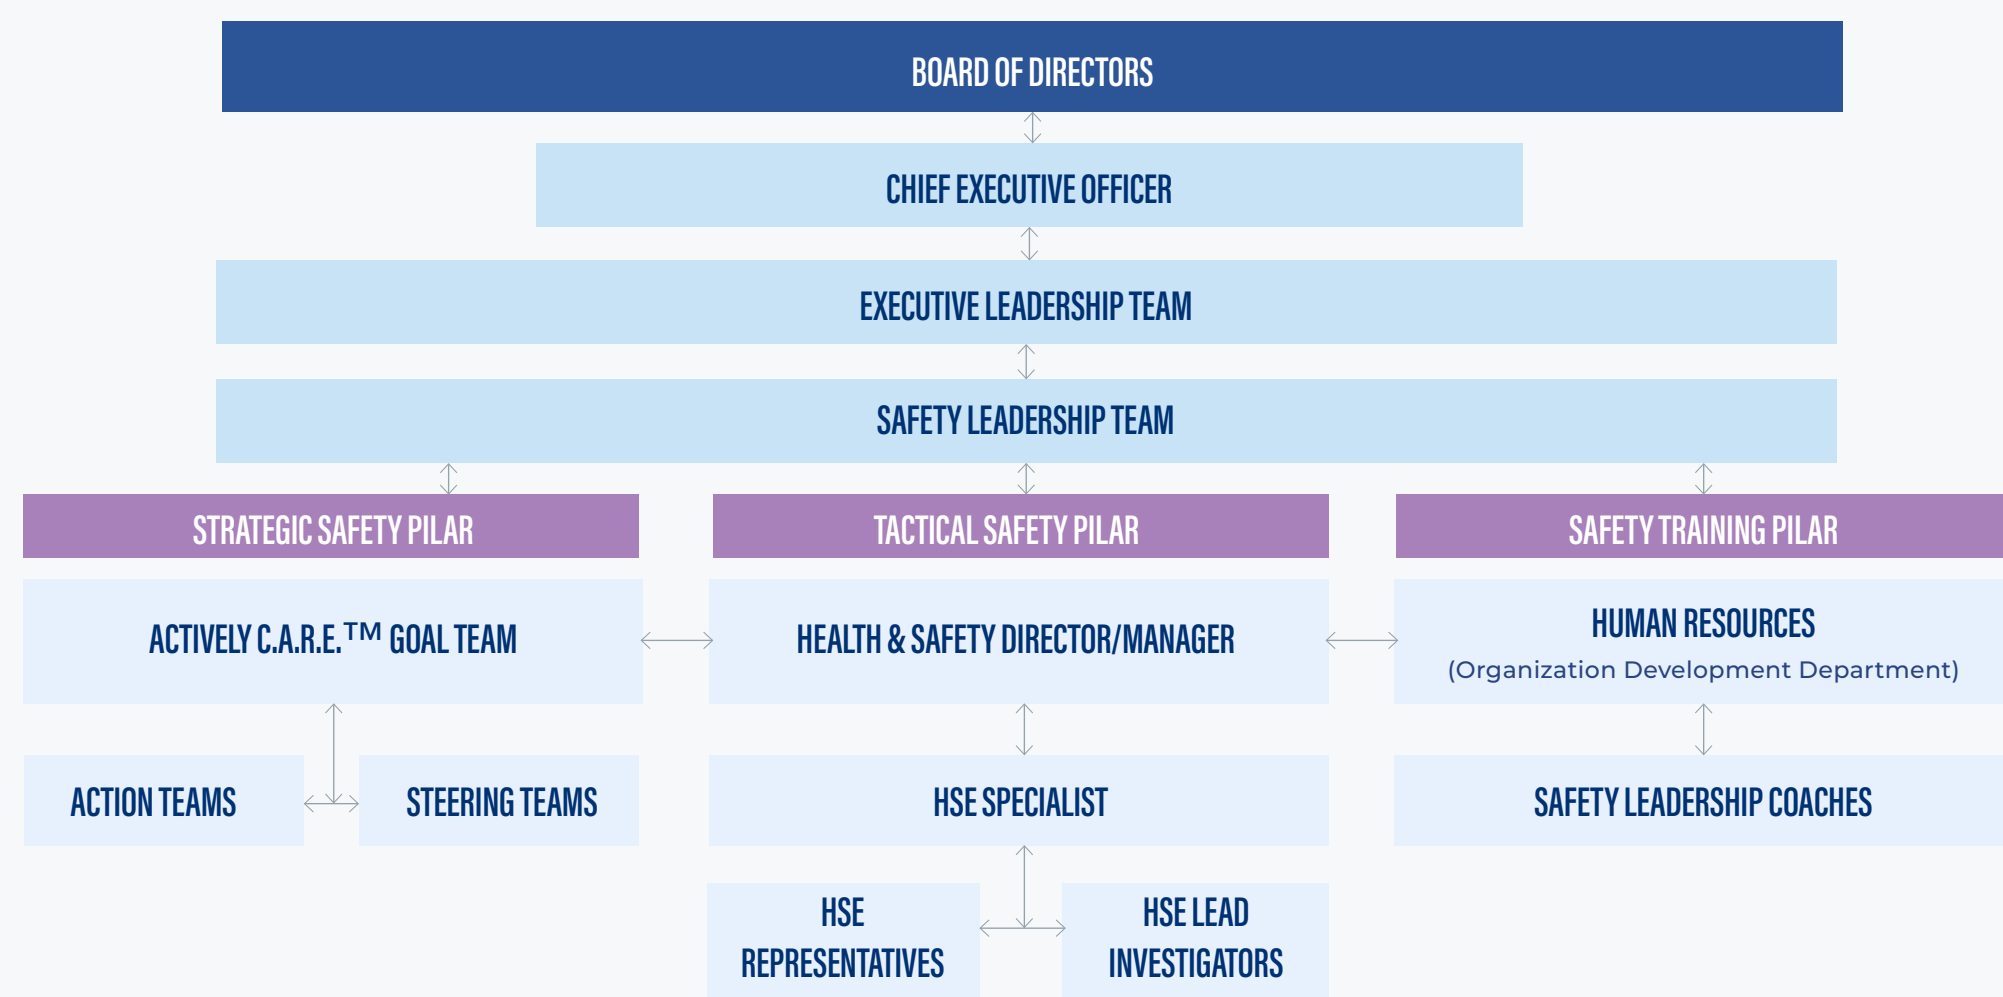 BOARD OF DIRECTORS
CHIEF EXECUTIVE OFFICER
EXECUTIVE LEADERSHIP TEAM
SAFETY LEADERSHIP TEAM
STRATEGIC SAFETY PILAR
TACTICAL SAFETY PILAR
SAFETY TRAINING PILAR
ACTIVELY C.A.R.E.™ GOAL TEAM
HEALTH & SAFETY DIRECTOR/MANAGER
HUMAN RESOURCES
(Organization Development Department)
ACTION TEAMS
STEERING TEAMS
HSE SPECIALIST
SAFETY LEADERSHIP COACHES
HSE
REPRESENTATIVES
HSE LEAD
INVESTIGATORS